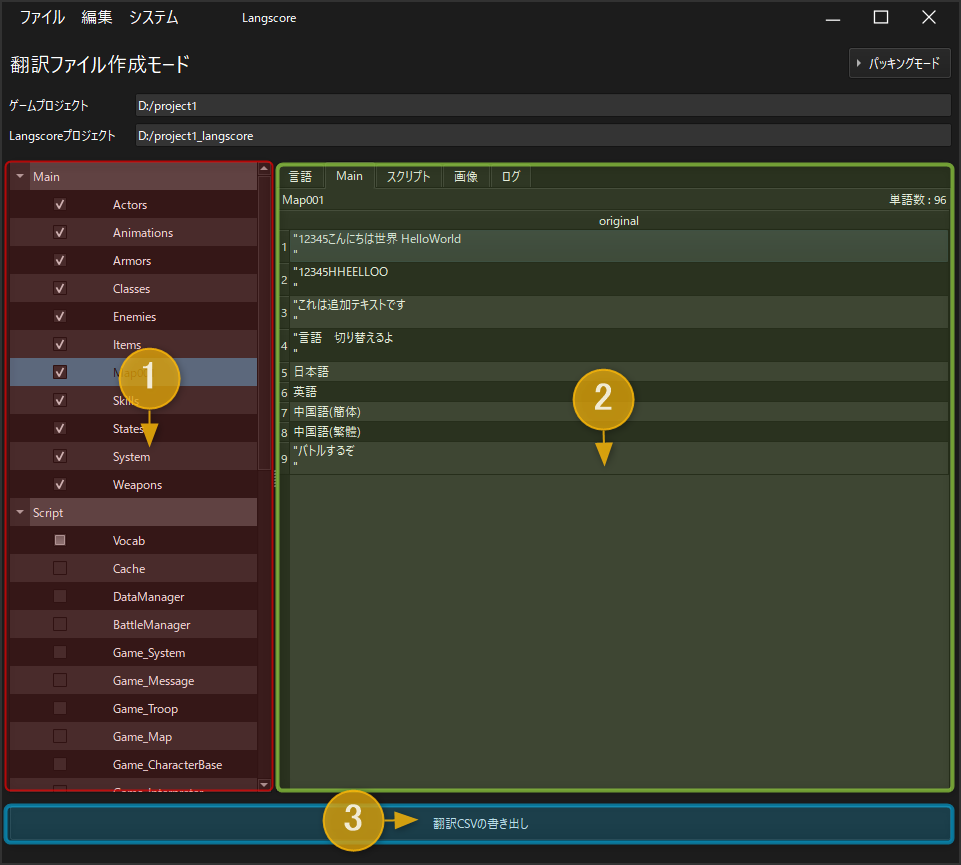 ファイル 編集 システム Langscore
翻訳ファイル作成モード
パッキングモード
ゲームプロジェクト D:/project1
Langscoreプロジェクト D:/project1_langscore
Main
Actors
Animations
Armors
Classes
Enemies
Items
Skills
States
System
Weapons
Script
Vocab
Cache
DataManager
BattleManager
Game_System
Game_Message
Game_Troop
Game_Map
Game_CharacterBase
Game_Interpreter
1
言語 Main スクリプト 画像 ログ
Map001 単語数 : 96
original
1 "12345こんにちは世界 HelloWorld
"
2 "12345HHEELLOO
"
3 "これは追加テキストです
"
4 "言語　切り替えるよ
"
5 日本語
6 英語
7 中国語(簡体)
8 中国語(繁體)
9 "バトルするぞ
"
2
3
翻訳CSVの書き出し